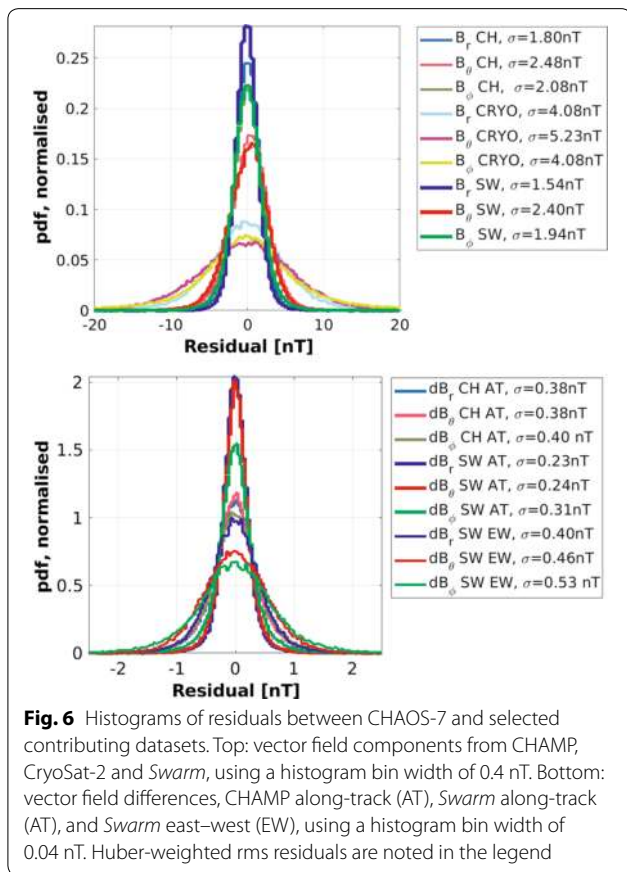 0.25
0.2
0.15
0.1
0.05
0
pdf, normalised
-20 -10 0 10 20
Residual [nT]
B_r CH, σ=1.80nT
B_θ CH, σ=2.48nT
B_ϕ CH, σ=2.08nT
B_r CRYO, σ=4.08nT
B_θ CRYO, σ=5.23nT
B_ϕ CRYO, σ=4.08nT
B_r SW, σ=1.54nT
B_θ SW, σ=2.40nT
B_ϕ SW, σ=1.94nT
2
1.5
1
0.5
0
pdf, normalised
-2 -1 0 1 2
Residual [nT]
dB_r CH AT, σ=0.38nT
dB_θ CH AT, σ=0.38nT
dB_ϕ CH AT, σ=0.40 nT
dB_r SW AT, σ=0.23nT
dB_θ SW AT, σ=0.24nT
dB_ϕ SW AT, σ=0.31nT
dB_r SW EW, σ=0.40nT
dB_θ SW EW, σ=0.46nT
dB_ϕ SW EW, σ=0.53 nT
Fig. 6 Histograms of residuals between CHAOS-7 and selected
contributing datasets. Top: vector field components from CHAMP,
CryoSat-2 and Swarm, using a histogram bin width of 0.4 nT. Bottom:
vector field differences, CHAMP along-track (AT), Swarm along-track
(AT), and Swarm east–west (EW), using a histogram bin width of
0.04 nT. Huber-weighted rms residuals are noted in the legend